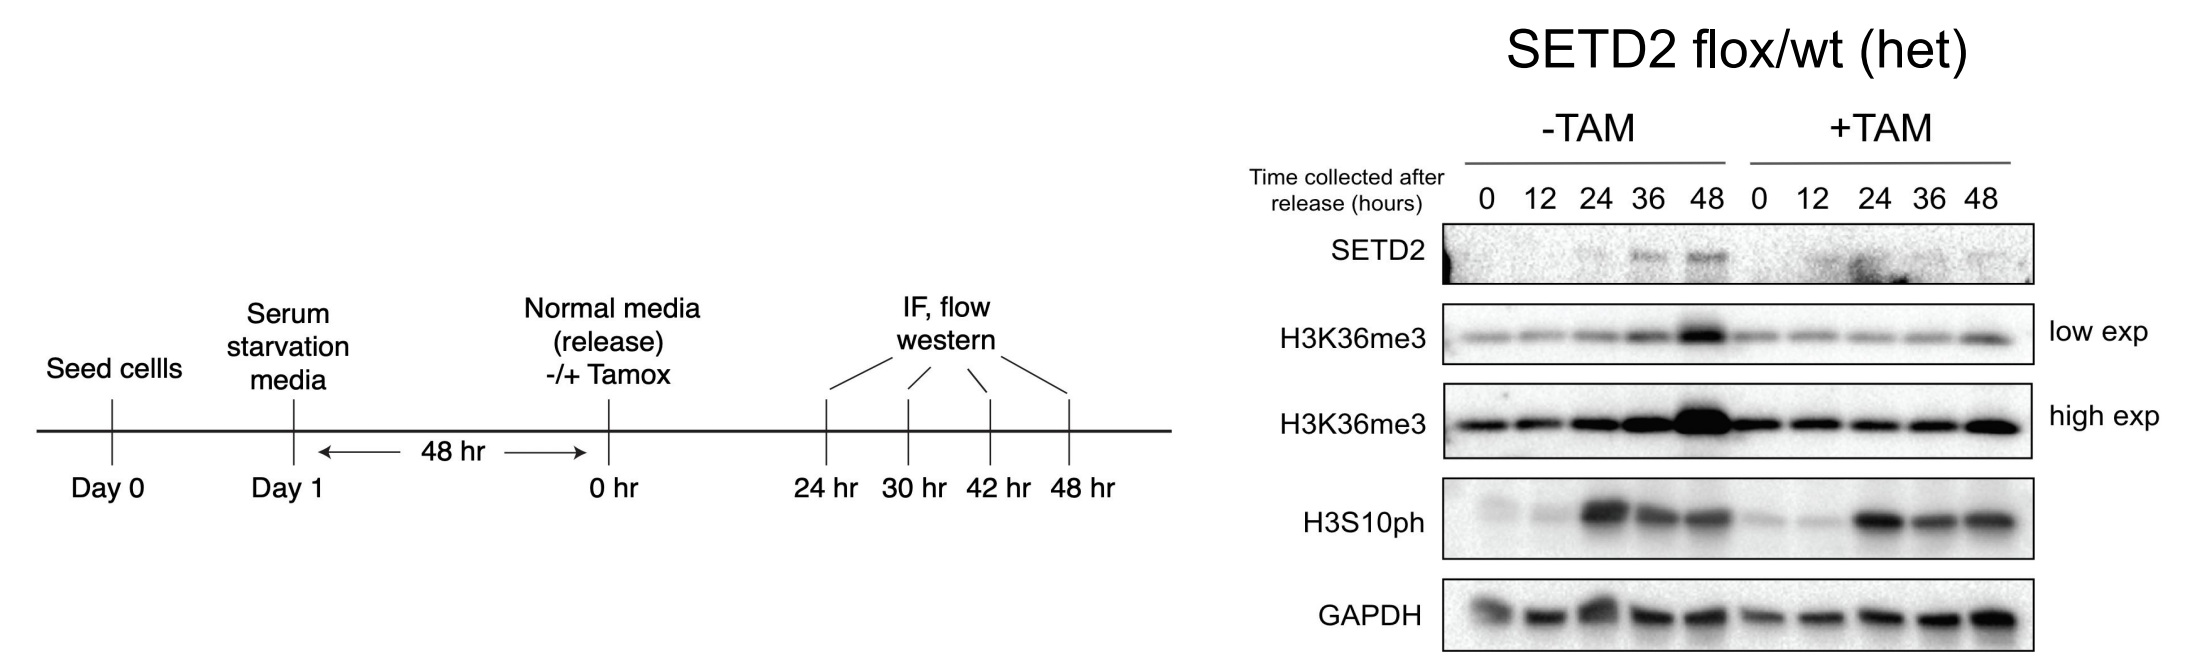 Seed cellls
Serum
starvation
media
Normal media
(release)
-/+ Tamox
IF, flow
western
48 hr
Day 0
Day 1
0 hr
24 hr
30 hr
42 hr
48 hr
SETD2 flox/wt (het)
-TAM
+TAM
Time collected after
release (hours)
0 12 24 36 48 0 12 24 36 48
SETD2
H3K36me3
low exp
H3K36me3
high exp
H3S10ph
GAPDH